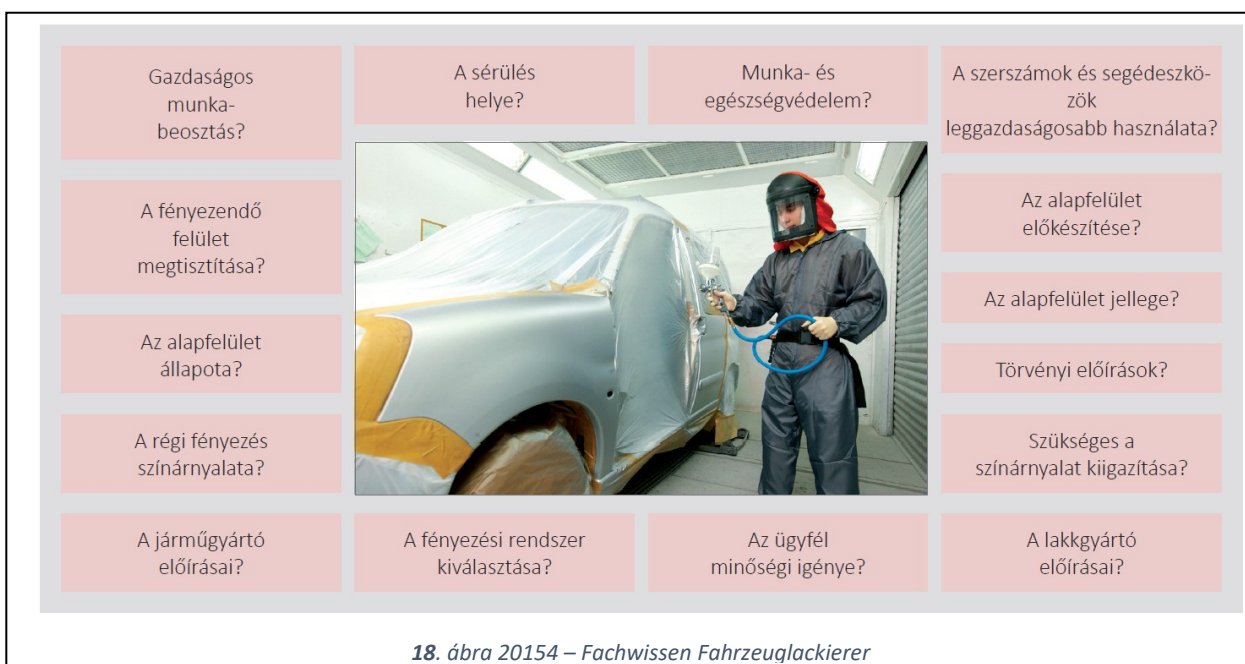 Gazdaságos
munka-
beosztás?
A sérülés
helye?
Munka- és
egészségvédelem?
A szerszámok és segédeszkö-
zök
leggazdaságosabb használata?
A fényezendő
felület
megtisztítása?
Az alapfelület
előkészítése?
Az alapfelület jellege?
Az alapfelület
állapota?
Törvényi előírások?
A régi fényezés
színárnyalata?
Szükséges a
színárnyalat kiigazítása?
A járműgyártó
előírásai?
A fényezési rendszer
kiválasztása?
Az ügyfél
minőségi igénye?
A lakkgyártó
előírásai?
18. ábra 20154 – Fachwissen Fahrzeuglackierer